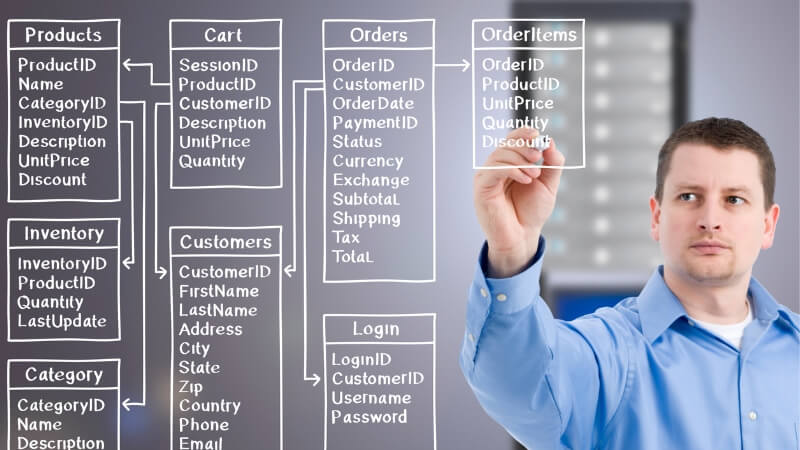 Products
ProductID
Name
CategoryID
InventoryID
Description
UnitPrice
Discount
Inventory
InventoryID
ProductID
Quantity
LastUpdate
Category
CategoryID
Name
Description
Cart
SessionID
ProductID
CustomerID
Description
UnitPrice
Quantity
Customers
CustomerID
FirstName
LastName
Address
City
State
Zip
Country
Phone
Email
Orders
OrderID
CustomerID
OrderDate
PaymentID
Status
Currency
Exchange
Subtotal
Shipping
Tax
Total
Login
LoginID
CustomerID
Username
Password
OrderItems
OrderID
ProductID
UnitPrice
Quantity
Discount